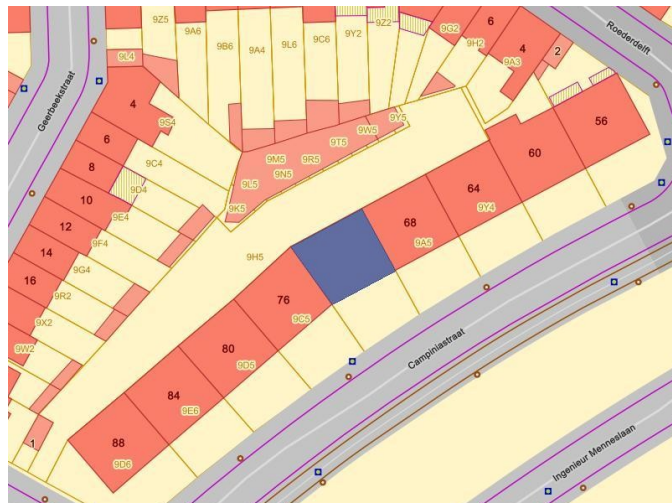 9Z5
9A6
9B6
9A4
9L6
9C6
9Y2
9Z2
9G2
6
9H2
4
9A3
2
Roederdelft
9L4
Geerbeekstraat
4
9S4
6
9C4
8
9D4
10
9E4
12
9F4
14
9G4
16
9R2
9X2
9W2
1
9Y5
9W5
9T5
9M5
9R5
9N5
9L5
9K5
9H5
56
60
64
9Y4
68
9A5
76
9C5
80
9D5
84
9E6
88
9D6
Campiniastraat
Ingenieur Menneslaan